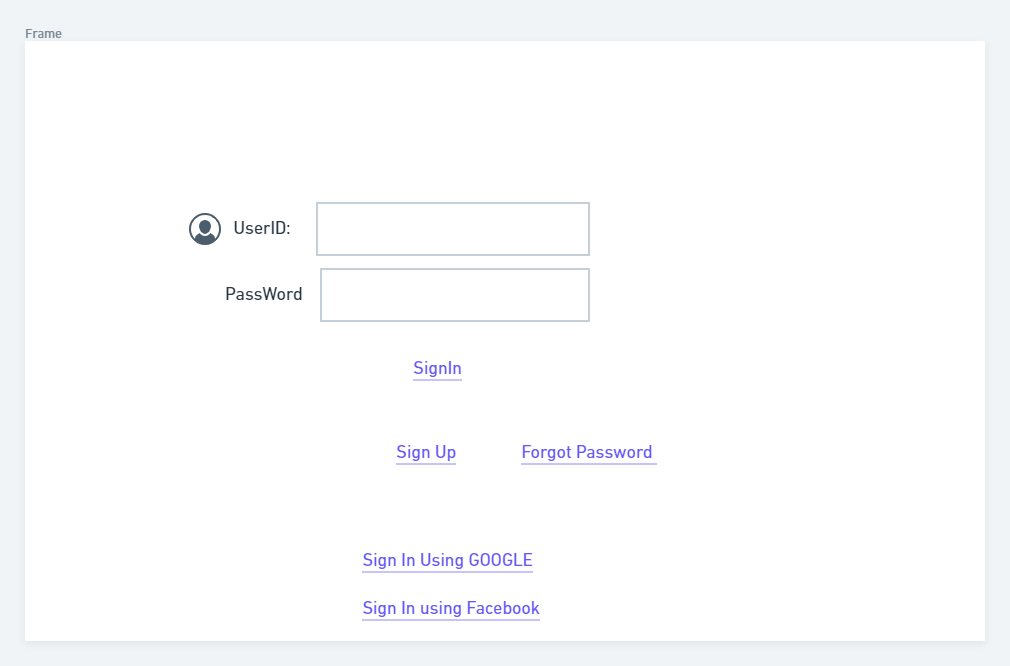 Frame
UserID:
PassWord
SignIn
Sign Up Forgot Password
Sign In Using GOOGLE
Sign In using Facebook